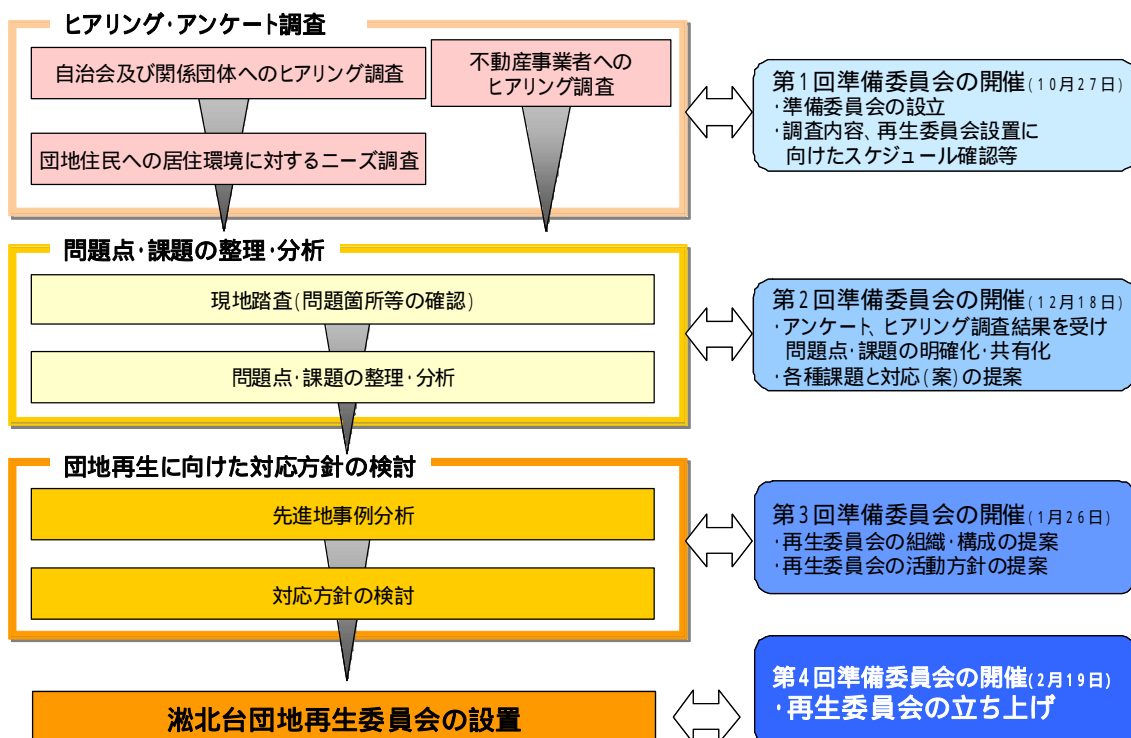 ヒアリング・アンケート調査
自治会及び関係団体へのヒアリング調査
不動産事業者への
ヒアリング調査
団地住民への居住環境に対するニーズ調査
第1回準備委員会の開催(10月27日)
・準備委員会の設立
・調査内容、再生委員会設置に
向けたスケジュール確認等
問題点・課題の整理・分析
現地踏査(問題箇所等の確認)
問題点・課題の整理・分析
第2回準備委員会の開催(12月18日)
・アンケート、ヒアリング調査結果を受け
問題点・課題の明確化・共有化
・各種課題と対応(案)の提案
団地再生に向けた対応方針の検討
先進地事例分析
対応方針の検討
第3回準備委員会の開催(1月26日)
・再生委員会の組織・構成の提案
・再生委員会の活動方針の提案
淞北台団地再生委員会の設置
第4回準備委員会の開催(2月19日)
・再生委員会の立ち上げ